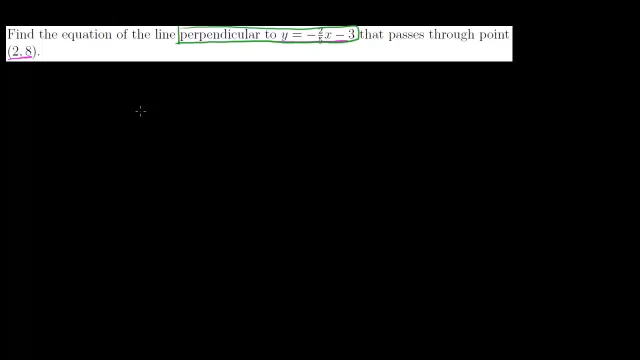 Find the equation of the line perpendicular to y = −2/5x − 3 that passes through point
(2, 8).